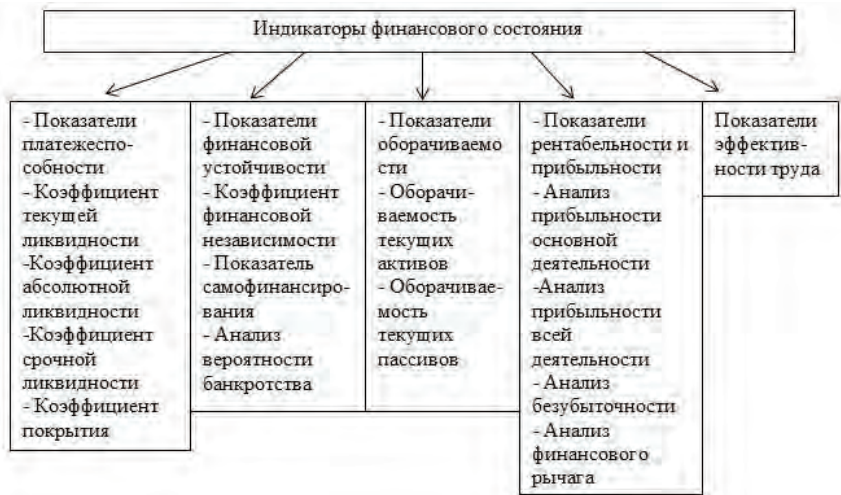 Индикаторы финансового состояния
- Показатели
платежеспо-
собности
- Коэффициент
текущей
ликвидности
-Коэффициент
абсолютной
ликвидности
-Коэффициент
срочной
ликвидности
- Коэффициент
покрытия
- Показатели
финансовой
устойчивости
- Коэффициент
финансовой
независимости
- Показатель
самофинансиро-
вания
- Анализ
вероятности
банкротства
- Показатели
оборачиваемо
сти
- Оборачи-
ваемость
текущих
активов
- Оборачивае-
мость
текущих
пассивов
- Показатели
рентабельности и
прибыльности
- Анализ
прибыльности
основной
деятельности
-Анализ
прибыльности
всей
деятельности
- Анализ
безубыточности
- Анализ
финансового
рычага
Показатели
эффектив-
ности труда